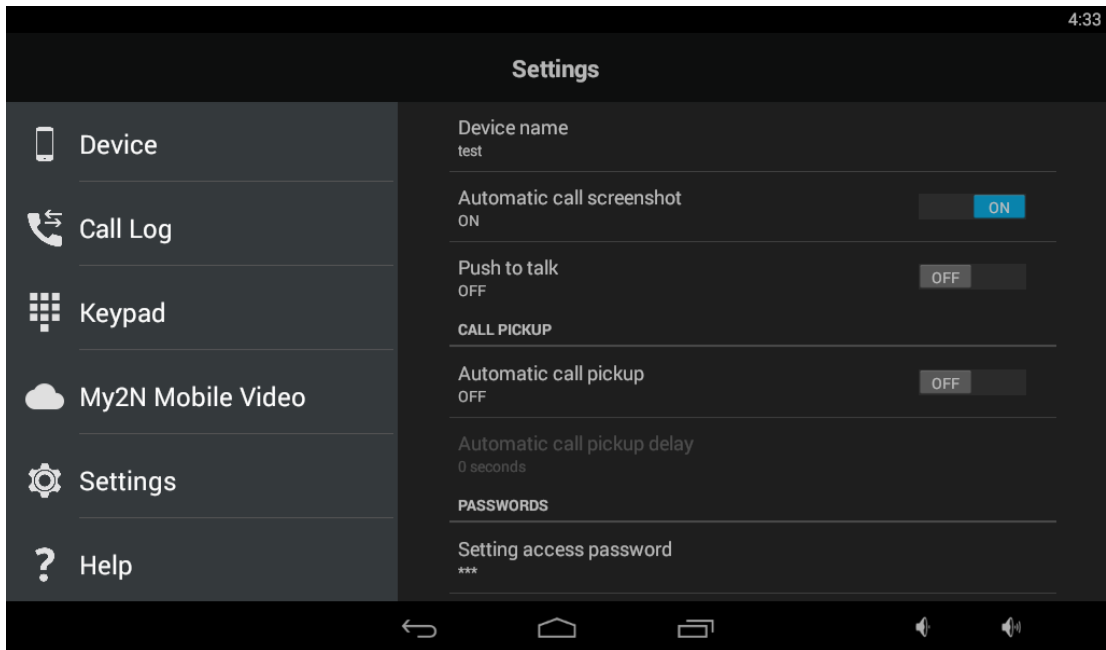 4:33
Settings
Device
Call Log
Keypad
My2N Mobile Video
Settings
Help
Device name
test
Automatic call screenshot
ON
ON
Push to talk
OFF
OFF
CALL PICKUP
Automatic call pickup
OFF
OFF
Automatic call pickup delay
0 seconds
PASSWORDS
Setting access password
***